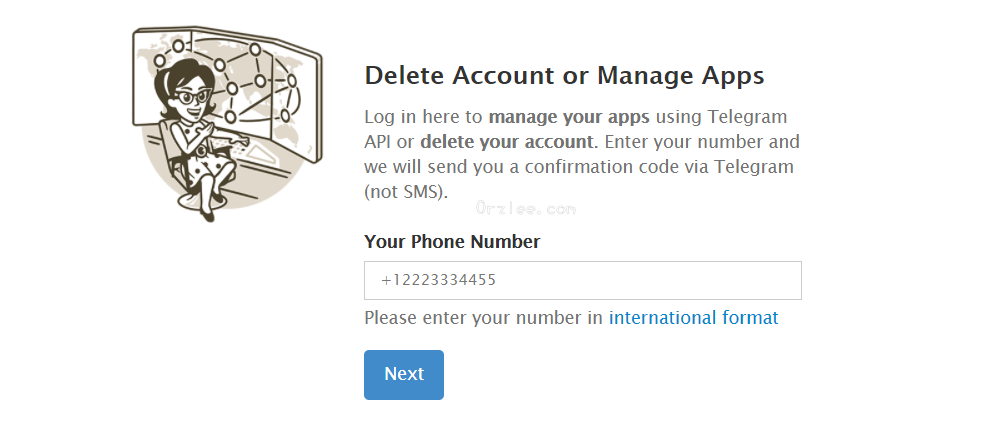 Delete Account or Manage Apps
Log in here to manage your apps using Telegram
API or delete your account. Enter your number and
we will send you a confirmation code via Telegram
(not SMS).
Orziee.com
Your Phone Number
+12223334455
Please enter your number in international format
Next